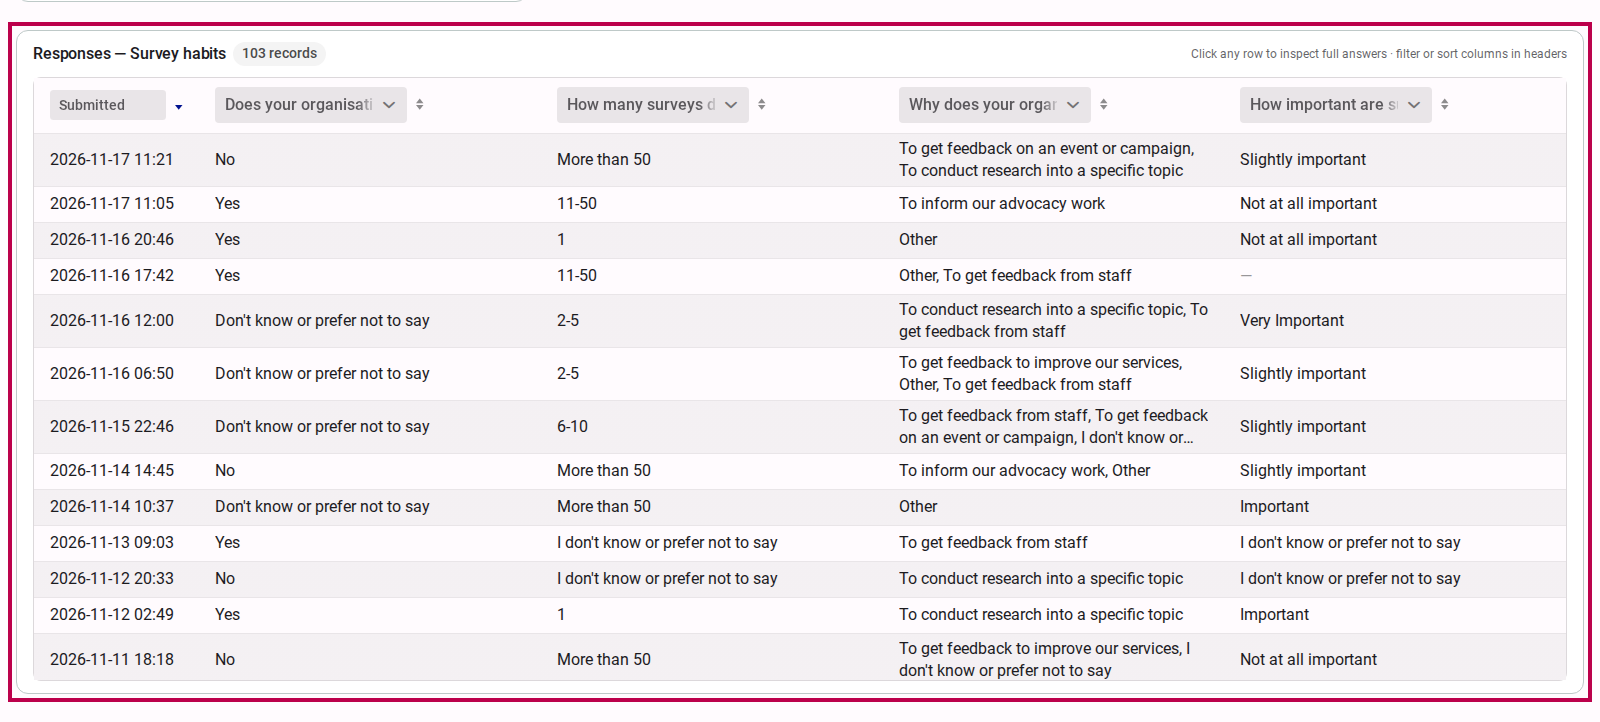 Responses — Survey habits 103 records
Click any row to inspect full answers · filter or sort columns in headers
Submitted Does your organisati How many surveys d Why does your orgar How important are s
2026-11-17 11:21 No More than 50 To get feedback on an event or campaign, Slightly important
To conduct research into a specific topic
2026-11-17 11:05 Yes 11-50 To inform our advocacy work Not at all important
2026-11-16 20:46 Yes 1 Other Not at all important
2026-11-16 17:42 Yes 11-50 Other, To get feedback from staff —
2026-11-16 12:00 Don't know or prefer not to say 2-5 To conduct research into a specific topic, To Very Important
get feedback from staff
2026-11-16 06:50 Don't know or prefer not to say 2-5 To get feedback to improve our services, Slightly important
Other, To get feedback from staff
2026-11-15 22:46 Don't know or prefer not to say 6-10 To get feedback from staff, To get feedback Slightly important
on an event or campaign, I don't know or...
2026-11-14 14:45 No More than 50 To inform our advocacy work, Other Slightly important
2026-11-14 10:37 Don't know or prefer not to say More than 50 Other Important
2026-11-13 09:03 Yes I don't know or prefer not to say To get feedback from staff I don't know or prefer not to say
2026-11-12 20:33 No I don't know or prefer not to say To conduct research into a specific topic I don't know or prefer not to say
2026-11-12 02:49 Yes 1 To conduct research into a specific topic Important
2026-11-11 18:18 No More than 50 To get feedback to improve our services, I Not at all important
don't know or prefer not to say